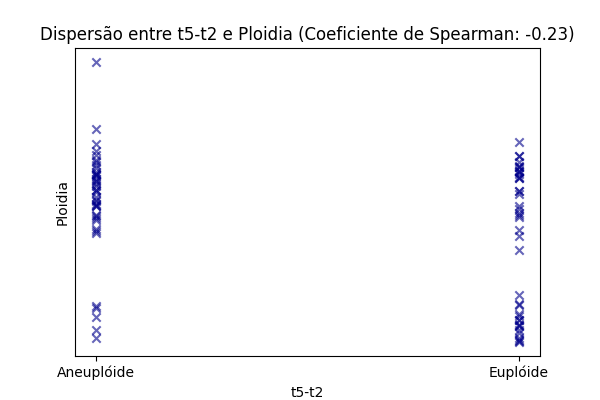 Dispersão entre t5-t2 e Ploidia (Coeficiente de Spearman: -0.23)
Ploidia
Aneuplóide
Euplóide
t5-t2